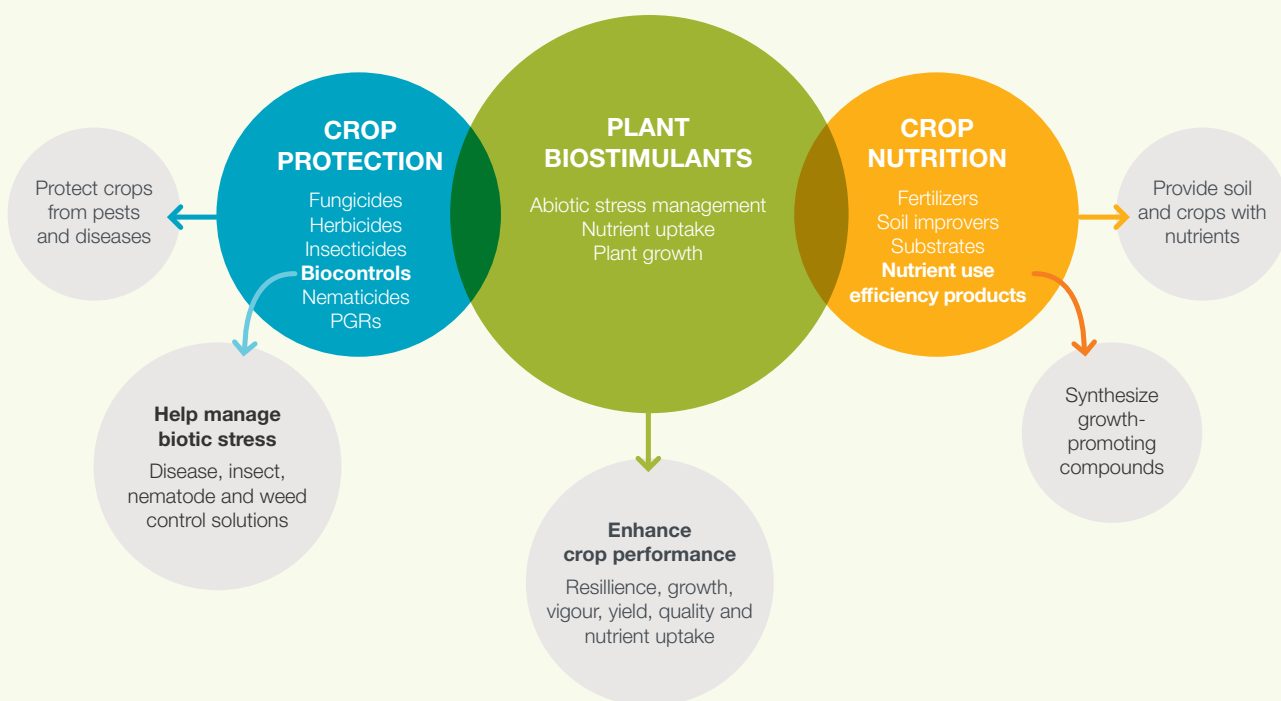 Protect crops
from pests
and diseases
CROP
PROTECTION
Fungicides
Herbicides
Insecticides
Biocontrols
Nematicides
PGRs
PLANT
BIOSTIMULANTS
Abiotic stress management
Nutrient uptake
Plant growth
CROP
NUTRITION
Fertilizers
Soil improvers
Substrates
Nutrient use
efficiency products
Provide soil
and crops with
nutrients
Help manage
biotic stress
Disease, insect,
nematode and weed
control solutions
Enhance
crop performance
Resillience, growth,
vigour, yield, quality and
nutrient uptake
Synthesize
growth-
promoting
compounds